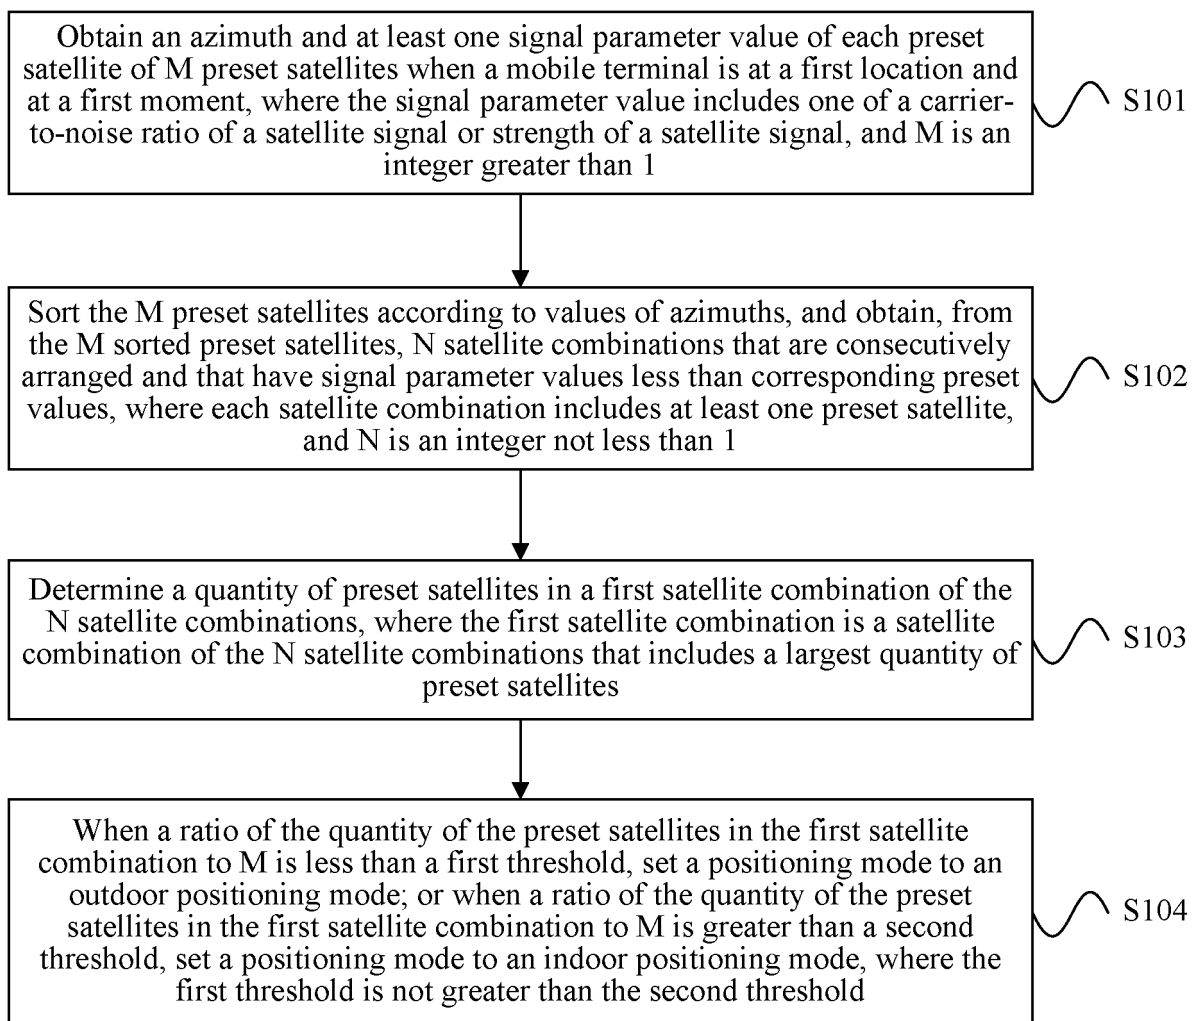 Obtain an azimuth and at least one signal parameter value of each preset
satellite of M preset satellites when a mobile terminal is at a first location and
at a first moment, where the signal parameter value includes one of a carrier-
to-noise ratio of a satellite signal or strength of a satellite signal, and M is an
integer greater than 1
S101
Sort the M preset satellites according to values of azimuths, and obtain, from
the M sorted preset satellites, N satellite combinations that are consecutively
arranged and that have signal parameter values less than corresponding preset
values, where each satellite combination includes at least one preset satellite,
and N is an integer not less than 1
S102
Determine a quantity of preset satellites in a first satellite combination of the
N satellite combinations, where the first satellite combination is a satellite
combination of the N satellite combinations that includes a largest quantity of
preset satellites
S103
When a ratio of the quantity of the preset satellites in the first satellite
combination to M is less than a first threshold, set a positioning mode to an
outdoor positioning mode; or when a ratio of the quantity of the preset
satellites in the first satellite combination to M is greater than a second
threshold, set a positioning mode to an indoor positioning mode, where the
first threshold is not greater than the second threshold
S104